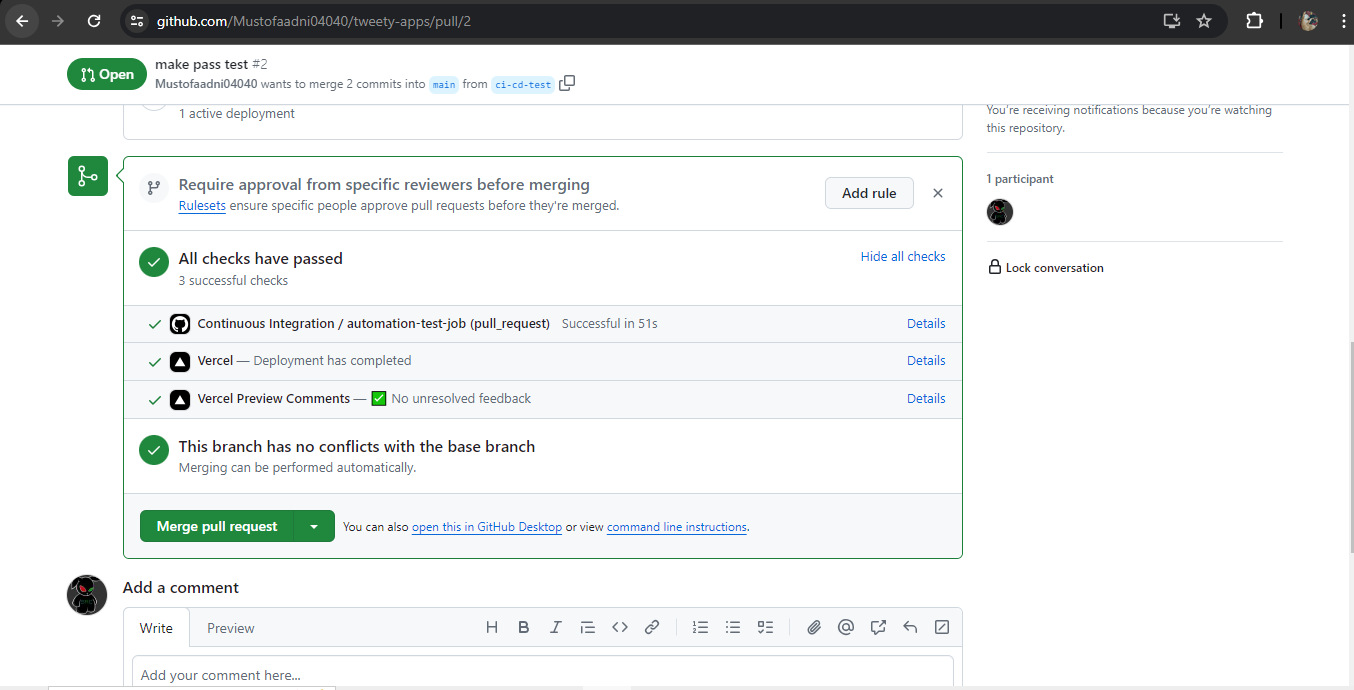 github.com/Mustofaadni04040/tweety-apps/pull/2
Open
make pass test #2
Mustofaadni04040 wants to merge 2 commits into main from ci-cd-test
1 active deployment
You're receiving notifications because you're watching
this repository.
Require approval from specific reviewers before merging
Rulesets ensure specific people approve pull requests before they're merged.
Add rule
1 participant
All checks have passed
3 successful checks
Hide all checks
Lock conversation
Continuous Integration / automation-test-job (pull_request) Successful in 51s
Details
Vercel — Deployment has completed
Details
Vercel Preview Comments — ✅ No unresolved feedback
Details
This branch has no conflicts with the base branch
Merging can be performed automatically.
Merge pull request
You can also open this in GitHub Desktop or view command line instructions.
Add a comment
Write
Preview
Add your comment here...